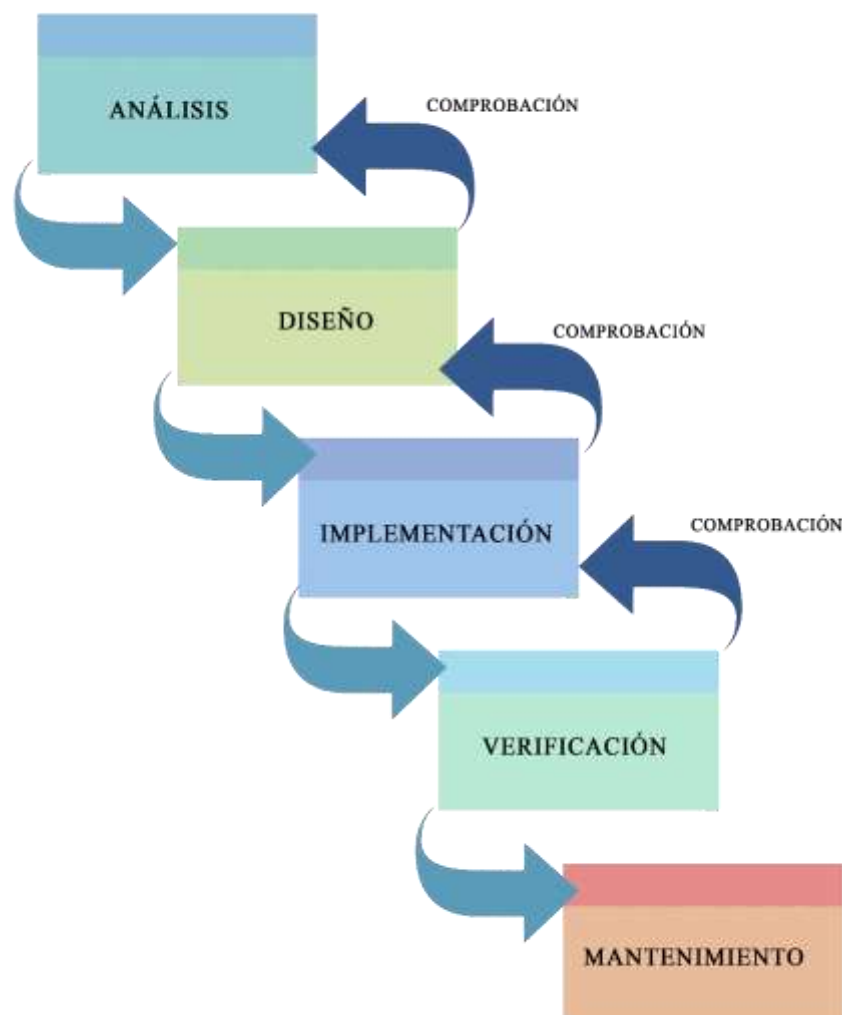 ANÁLISIS
COMPROBACIÓN
DISEÑO
COMPROBACIÓN
IMPLEMENTACIÓN
COMPROBACIÓN
VERIFICACIÓN
MANTENIMIENTO